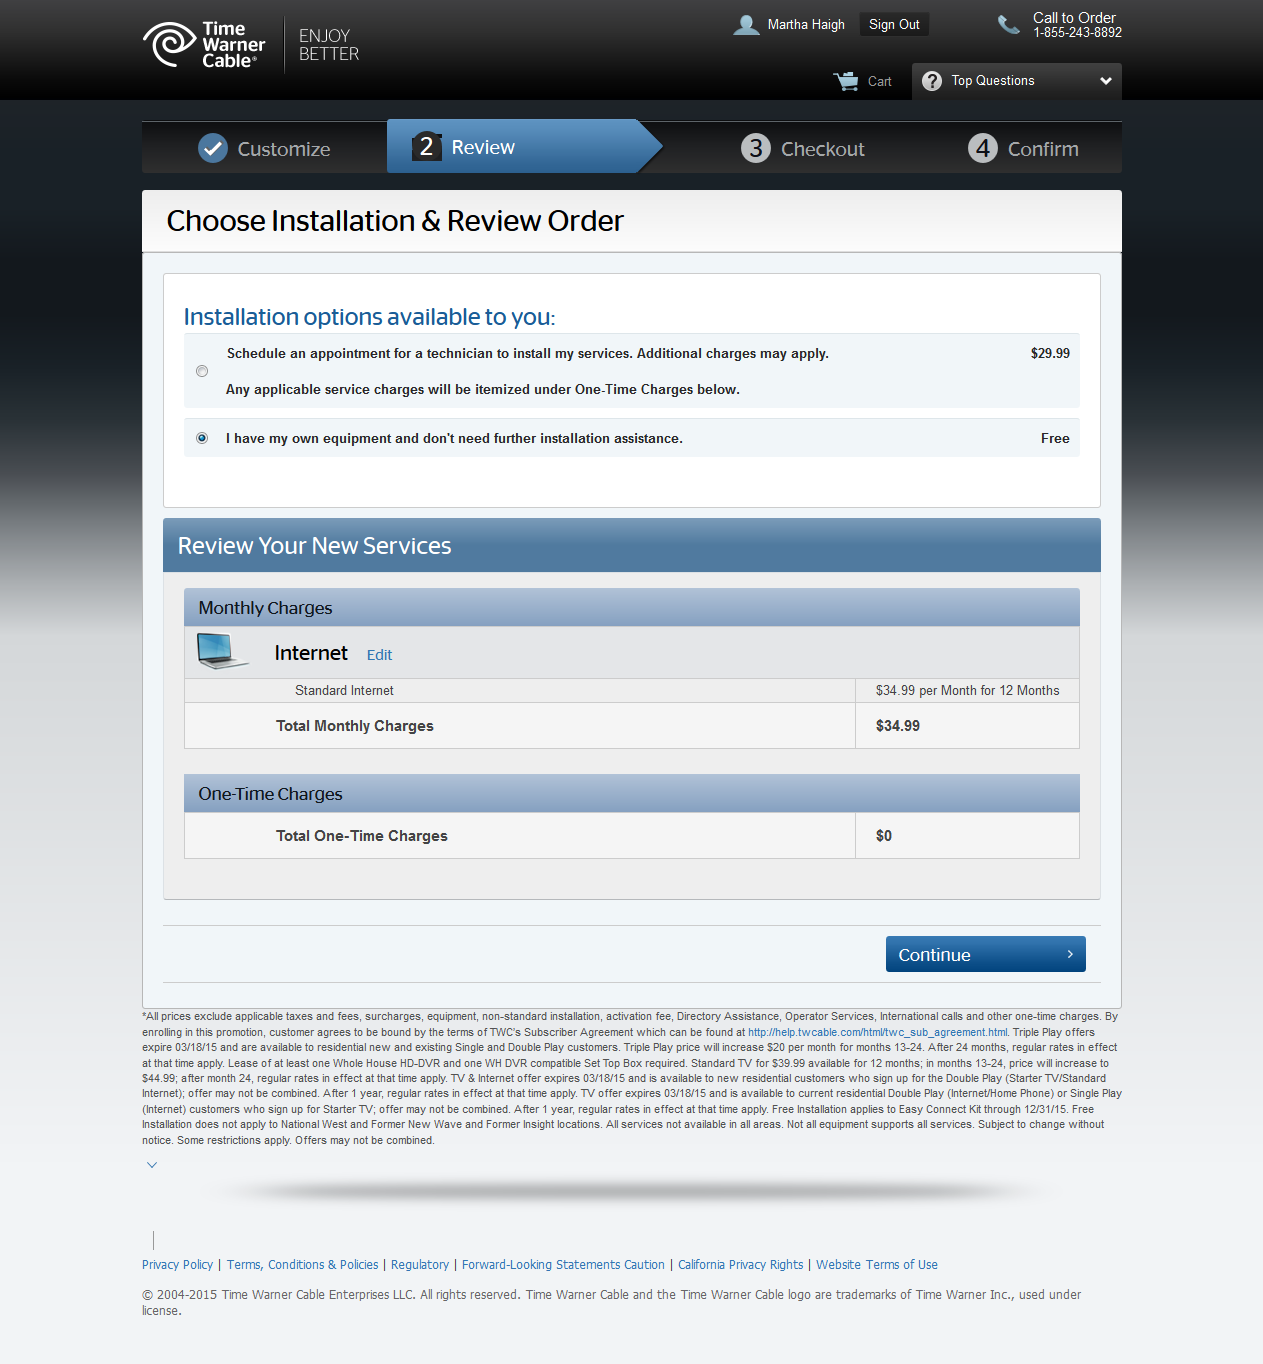 Time Warner Cable®
ENJOY BETTER
Martha Haigh
Sign Out
Call to Order
1-855-243-8892
Cart
? Top Questions
Customize
2 Review
3 Checkout
4 Confirm
Choose Installation & Review Order
Installation options available to you:
Schedule an appointment for a technician to install my services. Additional charges may apply. $29.99
Any applicable service charges will be itemized under One-Time Charges below.
I have my own equipment and don't need further installation assistance. Free
Review Your New Services
Monthly Charges
Internet Edit
Standard Internet $34.99 per Month for 12 Months
Total Monthly Charges $34.99
One-Time Charges
Total One-Time Charges $0
Continue
*All prices exclude applicable taxes and fees, surcharges, equipment, non-standard installation, activation fee, Directory Assistance, Operator Services, International calls and other one-time charges. By
enrolling in this promotion, customer agrees to be bound by the terms of TWC's Subscriber Agreement which can be found at http://help.twcable.com/html/twc_sub_agreement.html. Triple Play offers
expire 03/18/15 and are available to residential new and existing Single and Double Play customers. Triple Play price will increase $20 per month for months 13-24. After 24 months, regular rates in effect
at that time apply. Lease of at least one Whole House HD-DVR and one WH DVR compatible Set Top Box required. Standard TV for $39.99 available for 12 months; in months 13-24, price will increase to
$44.99; after month 24, regular rates in effect at that time apply. TV & Internet offer expires 03/18/15 and is available to new residential customers who sign up for the Double Play (Starter TV/Standard
Internet); offer may not be combined. After 1 year, regular rates in effect at that time apply. TV offer expires 03/18/15 and is available to current residential Double Play (Internet/Home Phone) or Single Play
(Internet) customers who sign up for Starter TV; offer may not be combined. After 1 year, regular rates in effect at that time apply. Free Installation applies to Easy Connect Kit through 12/31/15. Free
Installation does not apply to National West and Former New Wave and Former Insight locations. All services not available in all areas. Not all equipment supports all services. Subject to change without
notice. Some restrictions apply. Offers may not be combined.
Privacy Policy | Terms, Conditions & Policies | Regulatory | Forward-Looking Statements Caution | California Privacy Rights | Website Terms of Use
© 2004-2015 Time Warner Cable Enterprises LLC. All rights reserved. Time Warner Cable and the Time Warner Cable logo are trademarks of Time Warner Inc., used under
license.